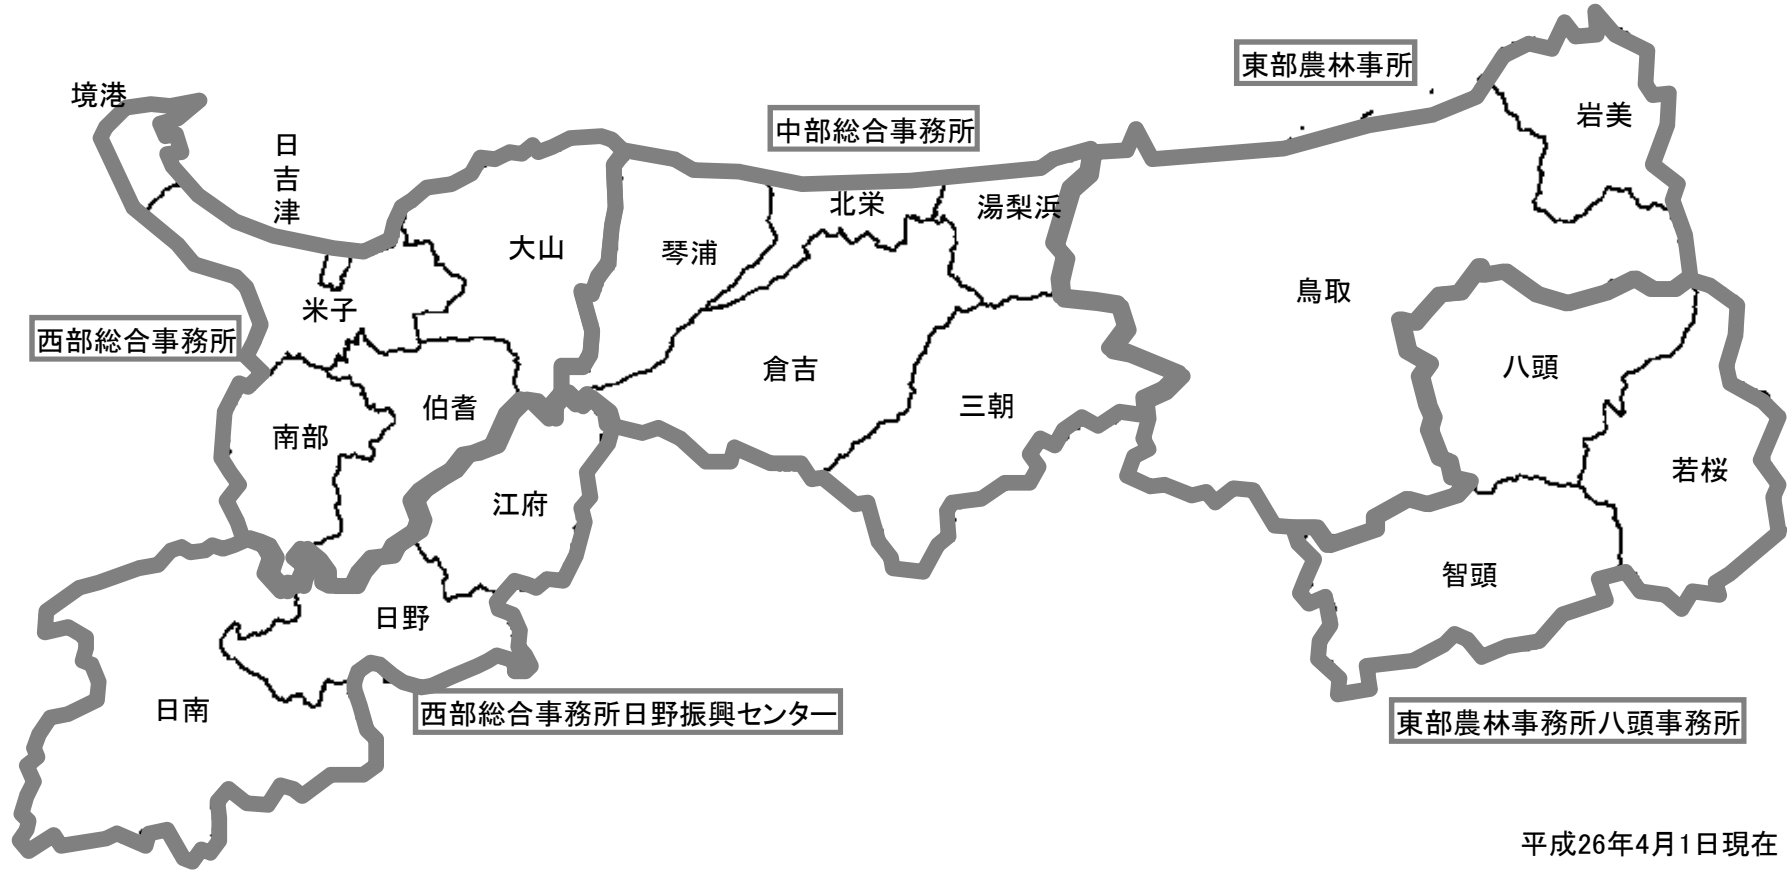 東部農林事所
境港
岩美
中部総合事務所
日吉津
北栄
湯梨浜
大山
琴浦
鳥取
米子
西部総合事務所
八頭
倉吉
伯耆
三朝
南部
若桜
江府
智頭
日野
日南
西部総合事務所日野振興センター
東部農林事務所八頭事務所
平成26年4月1日現在